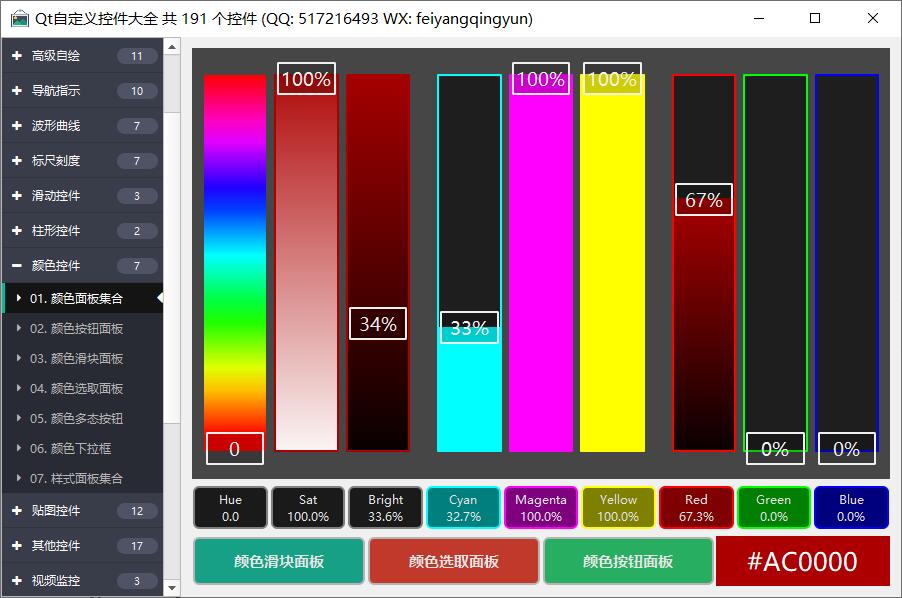 Qt自定义控件大全 共 191 个控件 (QQ: 517216493 WX: feiyangqingyun)
高级自绘 11
导航指示 10
波形曲线 7
标尺刻度 7
滑动控件 3
柱形控件 2
颜色控件 7
01. 颜色面板集合
02. 颜色按钮面板
03. 颜色滑块面板
04. 颜色选取面板
05. 颜色多态按钮
06. 颜色下拉框
07. 样式面板集合
贴图控件 12
其他控件 17
视频监控 3
0
100%
34%
33%
100%
100%
67%
0%
0%
Hue
0.0
Sat
100.0%
Bright
33.6%
Cyan
32.7%
Magenta
100.0%
Yellow
100.0%
Red
67.3%
Green
0.0%
Blue
0.0%
颜色滑块面板
颜色选取面板
颜色按钮面板
#AC0000